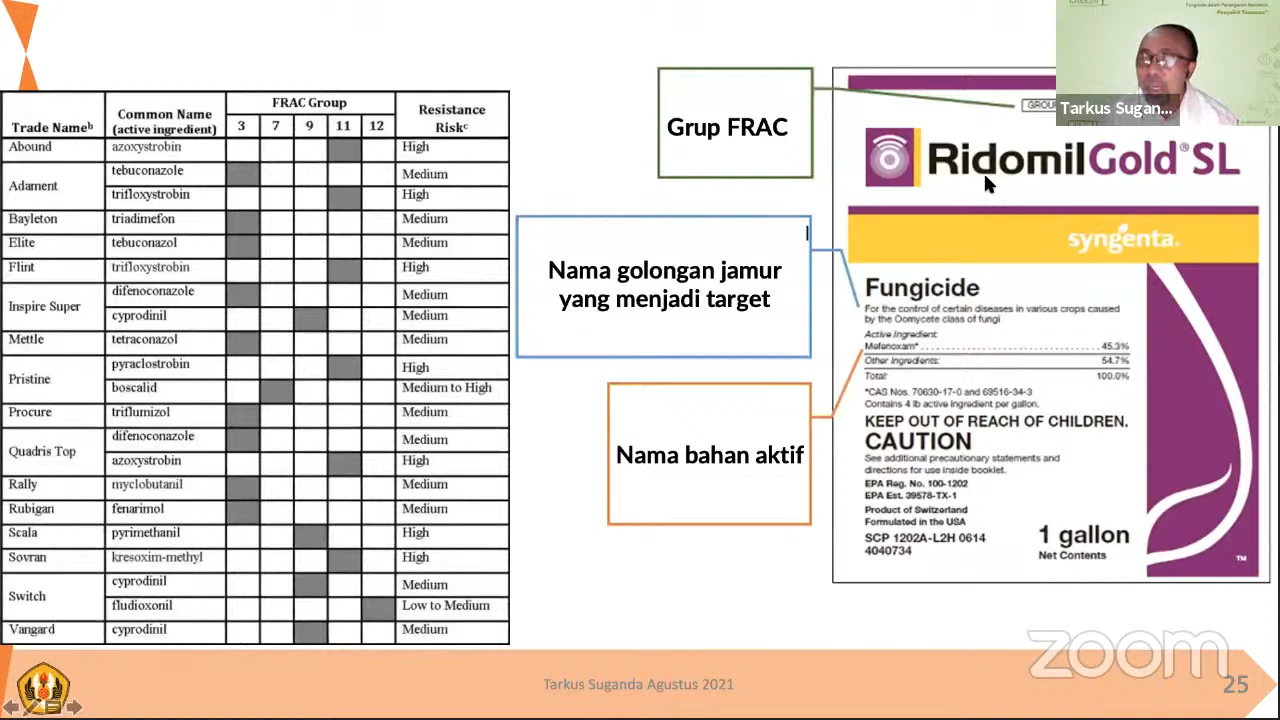 Fungicide dalam Penanganan Resistensi
Penyakit Tanaman"
Tarkus Sugan...
Trade Nameb
Common Name
(active ingredient)
FRAC Group
3 7 9 11 12
Resistance
Riskc
Abound azoxystrobin High
Adament
tebuconazole Medium
trifloxystrobin High
Bayleton triadimefon Medium
Elite tebuconazol Medium
Flint trifloxystrobin High
Inspire Super
difenoconazole Medium
cyprodinil Medium
Mettle tetraconazol Medium
Pristine
pyraclostrobin High
boscalid Medium to High
Procure triflumizol Medium
Quadris Top
difenoconazole Medium
azoxystrobin High
Rally myclobutanil Medium
Rubigan fenarimol Medium
Scala pyrimethanil High
Sovran kresoxim-methyl High
Switch
cyprodinil Medium
fludioxonil Low to Medium
Vangard cyprodinil Medium
Grup FRAC
Nama golongan jamur
yang menjadi target
Nama bahan aktif
RidomilGold® SL
syngenta.
Fungicide
For the control of certain diseases in various crops caused
by the Oomycete class of fungi
Active Ingredient:
Mefenoxam* 45.3%
Other Ingredients: 54.7%
Total: 100.0%
*CAS Nos. 70630-17-0 and 69516-34-3
Contains 4 lb active ingredient per gallon.
KEEP OUT OF REACH OF CHILDREN.
CAUTION
See additional precautionary statements and
directions for use inside booklet.
EPA Reg. No. 100-1202
EPA Est. 39578-TX-1
Product of Switzerland
Formulated in the USA
SCP 1202A-L2H 0614
4040734
1 gallon
Net Contents
TM
zoom
Tarkus Suganda Agustus 2021
25